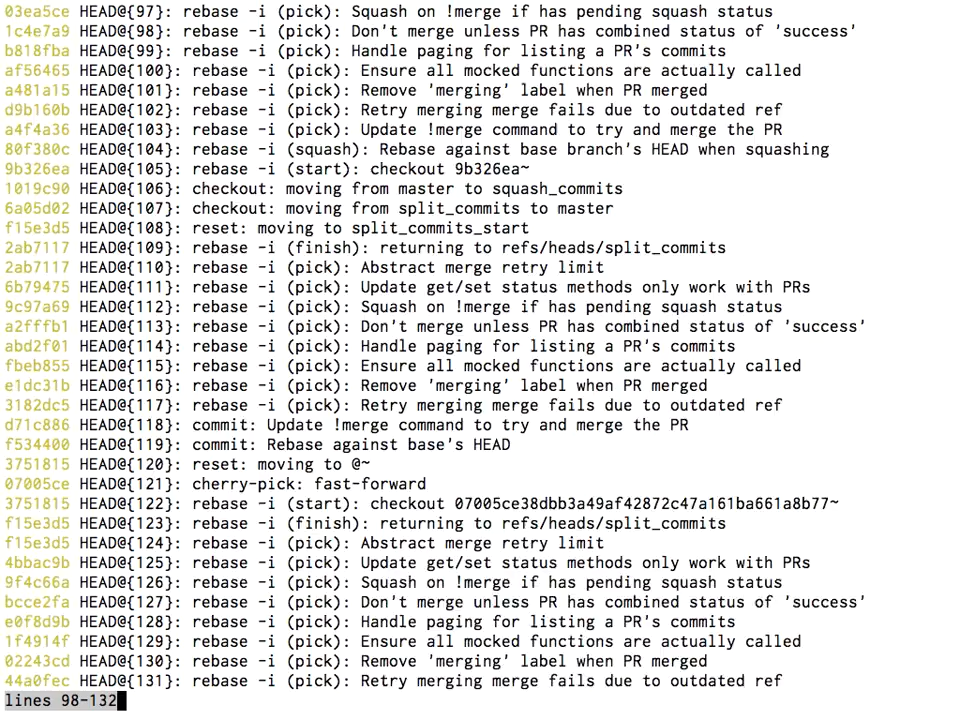 03ea5ce HEAD@{97}: rebase -i (pick): Squash on !merge if has pending squash status
1c4e7a9 HEAD@{98}: rebase -i (pick): Don't merge unless PR has combined status of 'success'
b818fba HEAD@{99}: rebase -i (pick): Handle paging for listing a PR's commits
af56465 HEAD@{100}: rebase -i (pick): Ensure all mocked functions are actually called
a481a15 HEAD@{101}: rebase -i (pick): Remove 'merging' label when PR merged
d9b160b HEAD@{102}: rebase -i (pick): Retry merging merge fails due to outdated ref
a4f4a36 HEAD@{103}: rebase -i (pick): Update !merge command to try and merge the PR
80f380c HEAD@{104}: rebase -i (squash): Rebase against base branch's HEAD when squashing
9b326ea HEAD@{105}: rebase -i (start): checkout 9b326ea~
1019c90 HEAD@{106}: checkout: moving from master to squash_commits
6a05d02 HEAD@{107}: checkout: moving from split_commits to master
f15e3d5 HEAD@{108}: reset: moving to split_commits_start
2ab7117 HEAD@{109}: rebase -i (finish): returning to refs/heads/split_commits
2ab7117 HEAD@{110}: rebase -i (pick): Abstract merge retry limit
6b79475 HEAD@{111}: rebase -i (pick): Update get/set status methods only work with PRs
9c97a69 HEAD@{112}: rebase -i (pick): Squash on !merge if has pending squash status
a2fffb1 HEAD@{113}: rebase -i (pick): Don't merge unless PR has combined status of 'success'
abd2f01 HEAD@{114}: rebase -i (pick): Handle paging for listing a PR's commits
fbeb855 HEAD@{115}: rebase -i (pick): Ensure all mocked functions are actually called
e1dc31b HEAD@{116}: rebase -i (pick): Remove 'merging' label when PR merged
3182dc5 HEAD@{117}: rebase -i (pick): Retry merging merge fails due to outdated ref
d71c886 HEAD@{118}: commit: Update !merge command to try and merge the PR
f534400 HEAD@{119}: commit: Rebase against base's HEAD
3751815 HEAD@{120}: reset: moving to @~
07005ce HEAD@{121}: cherry-pick: fast-forward
3751815 HEAD@{122}: rebase -i (start): checkout 07005ce38dbb3a49af42872c47a161ba661a8b77~
f15e3d5 HEAD@{123}: rebase -i (finish): returning to refs/heads/split_commits
f15e3d5 HEAD@{124}: rebase -i (pick): Abstract merge retry limit
4bbac9b HEAD@{125}: rebase -i (pick): Update get/set status methods only work with PRs
9f4c66a HEAD@{126}: rebase -i (pick): Squash on !merge if has pending squash status
bcce2fa HEAD@{127}: rebase -i (pick): Don't merge unless PR has combined status of 'success'
e0f8d9b HEAD@{128}: rebase -i (pick): Handle paging for listing a PR's commits
1f4914f HEAD@{129}: rebase -i (pick): Ensure all mocked functions are actually called
02243cd HEAD@{130}: rebase -i (pick): Remove 'merging' label when PR merged
44a0fec HEAD@{131}: rebase -i (pick): Retry merging merge fails due to outdated ref
lines 98-132